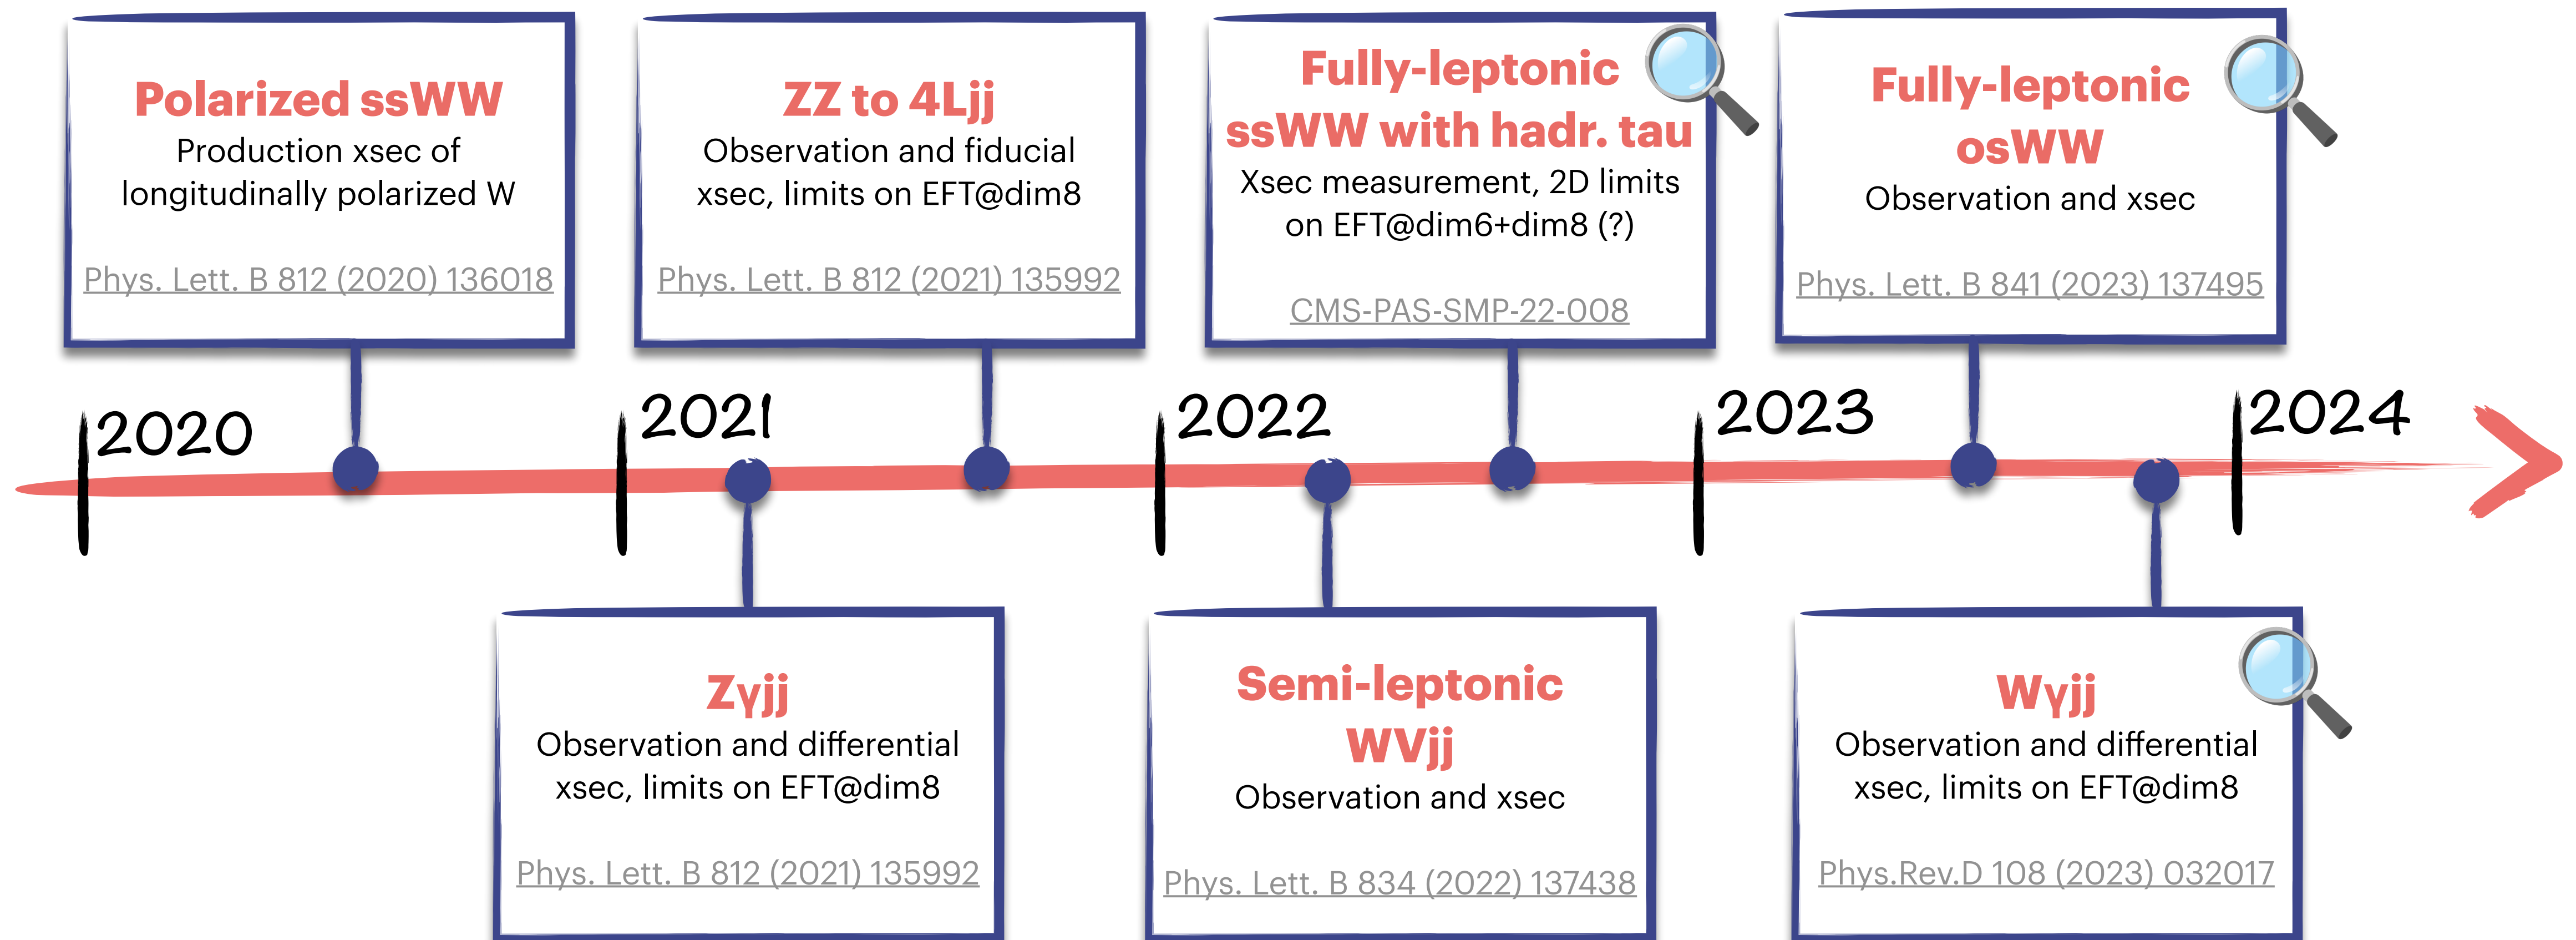 Polarized ssWW
Production xsec of
longitudinally polarized W
Phys. Lett. B 812 (2020) 136018
ZZ to 4Ljj
Observation and fiducial
xsec, limits on EFT@dim8
Phys. Lett. B 812 (2021) 135992
Fully-leptonic
ssWW with hadr. tau
Xsec measurement, 2D limits
on EFT@dim6+dim8 (?)
CMS-PAS-SMP-22-008
Fully-leptonic
osWW
Observation and xsec
Phys. Lett. B 841 (2023) 137495
2020
2021
2022
2023
2024
Zγjj
Observation and differential
xsec, limits on EFT@dim8
Phys. Lett. B 812 (2021) 135992
Semi-leptonic
WVjj
Observation and xsec
Phys. Lett. B 834 (2022) 137438
Wγjj
Observation and differential
xsec, limits on EFT@dim8
Phys.Rev.D 108 (2023) 032017